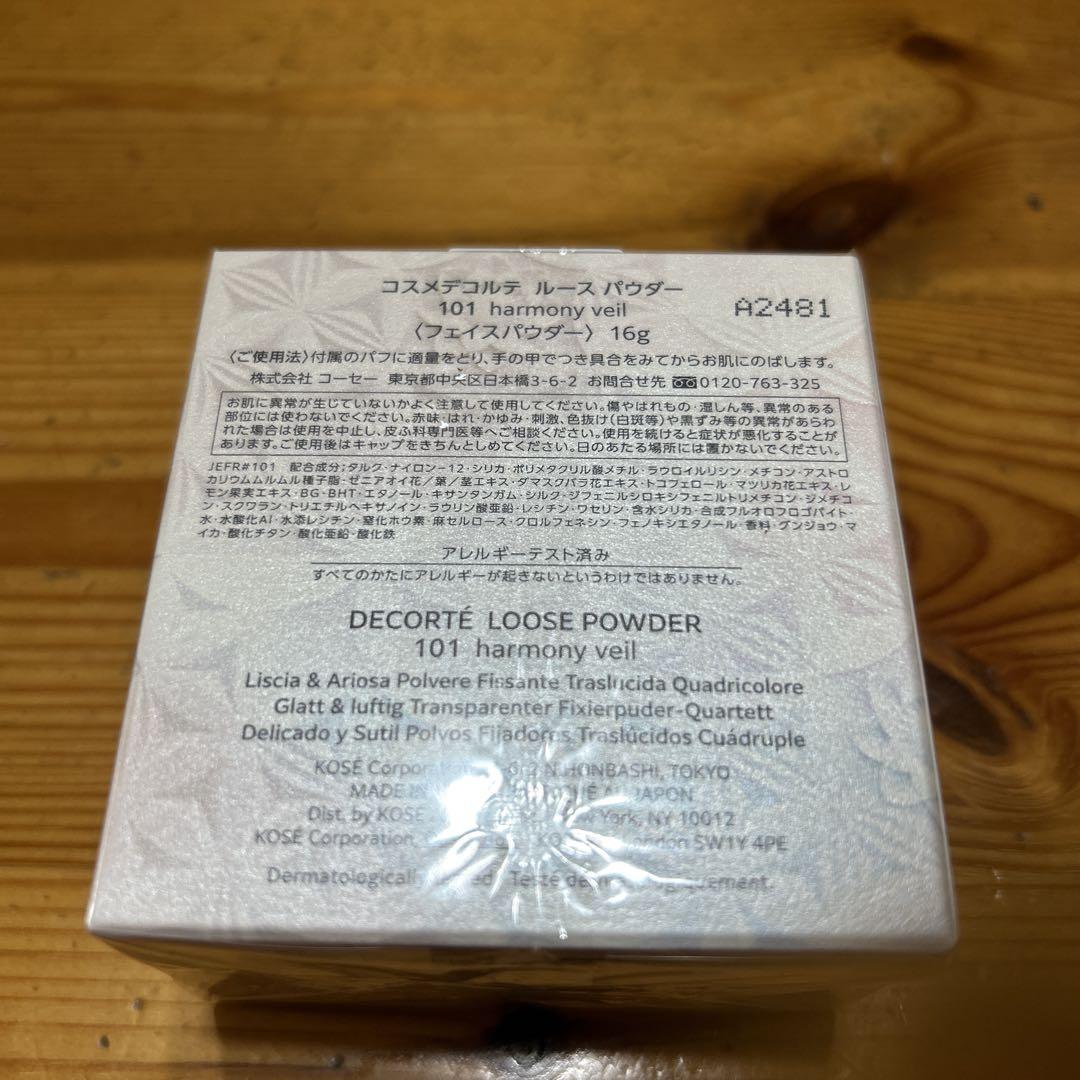 コスメデコルテ ルース パウダー
101 harmony veil
A2481
〈フェイスパウダー〉 16g
〈ご使用法〉付属のパフに適量をとり、手の甲でつき具合をみてからお肌にのばします。
株式会社 コーセー 東京都中央区日本橋3-6-2 お問合せ先 0120-763-325
お肌に異常が生じていないかよく注意して使用してください。傷やはれもの・湿しん等、異常のある
部位には使わないでください。赤味・はれ・かゆみ・刺激、色抜け(白斑等)や黒ずみ等の異常があらわ
れた場合は使用を中止し、皮ふ科専門医等へご相談ください。使用を続けると症状が悪化することが
あります。ご使用後はキャップをきちんとしめてください。日のあたる場所には置かないでください。
JEFR#101 配合成分;タルク・ナイロン-12・シリカ・ポリメタクリル酸メチル・ラウロイルリシン・メチコン・アストロ
カリウムムルムル種子脂・ゼニアオイ花/葉/茎エキス・ダマスクバラ花エキス・トコフェロール・マツリカ花エキス・レ
モン果実エキス・BG・BHT・エタノール・キサンタンガム・シルク・ジフェニルシロキシフェニルトリメチコン・ジメチコ
ン・スクワラン・トリエチルヘキサノイン・ラウリン酸亜鉛・レシチン・ワセリン・含水シリカ・合成フルオロフロゴパイト・
水・水酸化Al・水添レシチン・窒化ホウ素・麻セルロース・クロルフェネシン・フェノキシエタノール・香料・グンジョウ・マ
イカ・酸化チタン・酸化亜鉛・酸化鉄
アレルギーテスト済み
すべてのかたにアレルギーが起きないというわけではありません。
DECORTÉ LOOSE POWDER
101 harmony veil
Liscia & Ariosa Polvere Fissante Traslucida Quadricolore
Glatt & luftig Transparenter Fixierpuder-Quartett
Delicado y Sutil Polvos Fijadores Traslúcidos Cuádruple
KOSÉ NIHONBASHI, TOKYO
MADE IN JAPON
Dist. by KOSÉ New York, NY 10012
KOSÉ Corporation London SW1Y 4PE
Dermatologically Testé dermatologiquement.